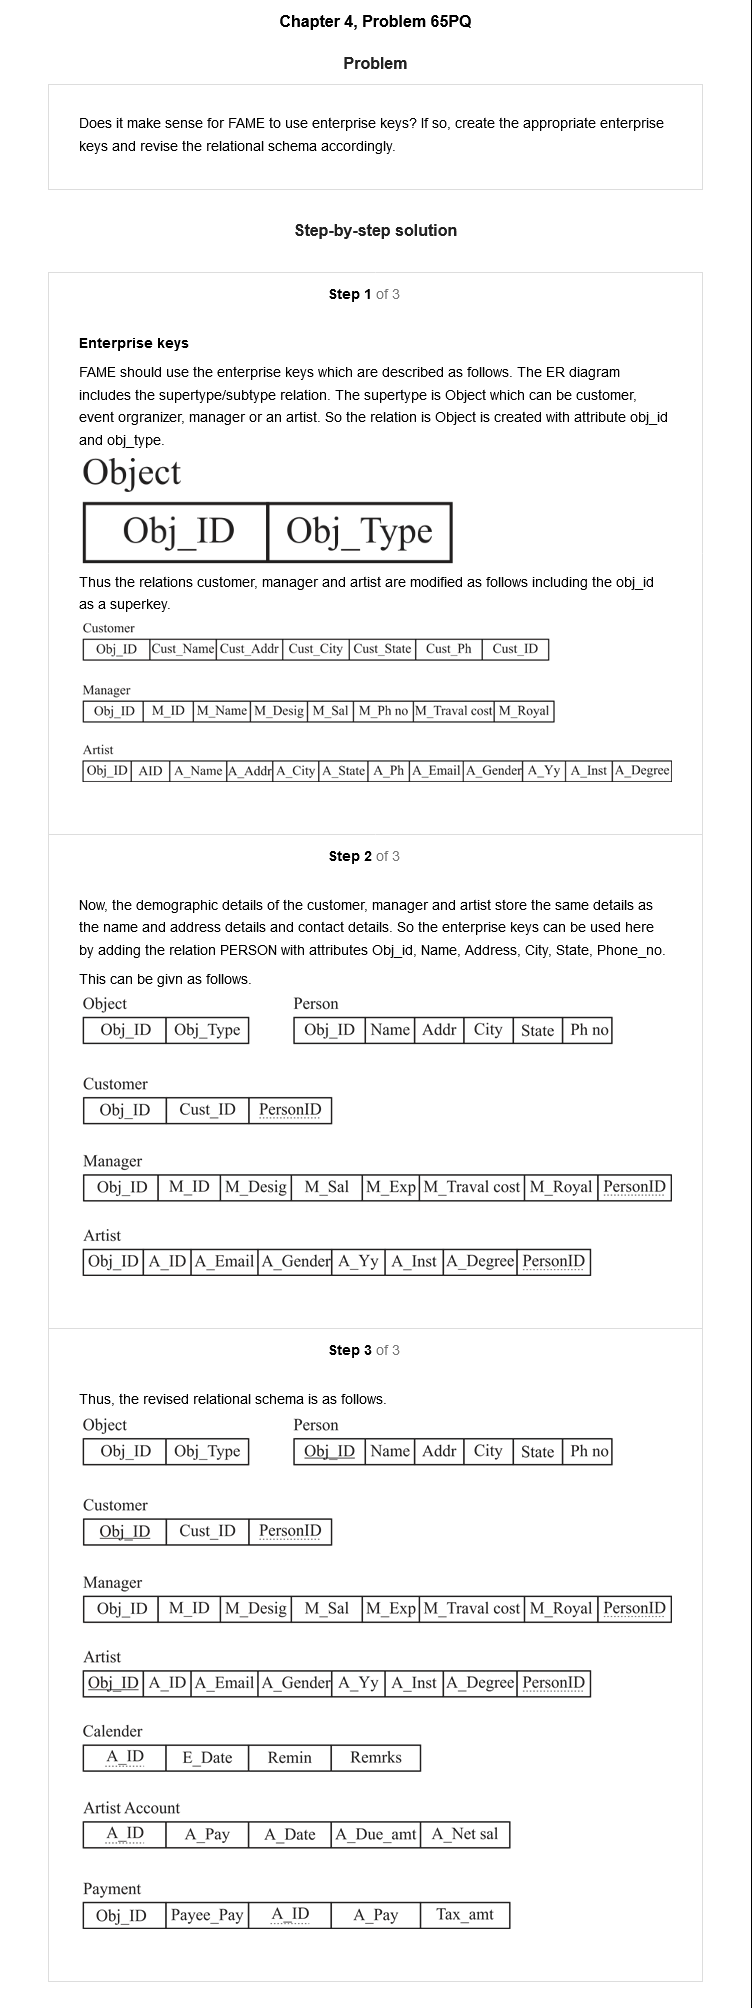 Chapter 4, Problem 65PQ
Problem
Does it make sense for FAME to use enterprise keys? If so, create the appropriate enterprise
keys and revise the relational schema accordingly.
Step-by-step solution
Step 1 of 3
Enterprise keys
FAME should use the enterprise keys which are described as follows. The ER diagram
includes the supertype/subtype relation. The supertype is Object which can be customer,
event orgranizer, manager or an artist. So the relation is Object is created with attribute obj_id
and obj_type.
Object
Obj_ID Obj_Type
Thus the relations customer, manager and artist are modified as follows including the obj_id
as a superkey.
Customer
Obj_ID Cust_Name Cust_Addr Cust_City Cust_State Cust_Ph Cust_ID
Manager
Obj_ID M_ID M_Name M_Desig M_Sal M_Ph no M_Traval cost M_Royal
Artist
Obj_ID AID A_Name A_Addr A_City A_State A_Ph A_Email A_Gender A_Yy A_Inst A_Degree
Step 2 of 3
Now, the demographic details of the customer, manager and artist store the same details as
the name and address details and contact details. So the enterprise keys can be used here
by adding the relation PERSON with attributes Obj_id, Name, Address, City, State, Phone_no.
This can be givn as follows.
Object Person
Obj_ID Obj_Type Obj_ID Name Addr City State Ph no
Customer
Obj_ID Cust_ID PersonID
Manager
Obj_ID M_ID M_Desig M_Sal M_Exp M_Traval cost M_Royal PersonID
Artist
Obj_ID A_ID A_Email A_Gender A_Yy A_Inst A_Degree PersonID
Step 3 of 3
Thus, the revised relational schema is as follows.
Object Person
Obj_ID Obj_Type Obj_ID Name Addr City State Ph no
Customer
Obj_ID Cust_ID PersonID
Manager
Obj_ID M_ID M_Desig M_Sal M_Exp M_Traval cost M_Royal PersonID
Artist
Obj_ID A_ID A_Email A_Gender A_Yy A_Inst A_Degree PersonID
Calender
A_ID E_Date Remin Remrks
Artist Account
A_ID A_Pay A_Date A_Due_amt A_Net sal
Payment
Obj_ID Payee_Pay A_ID A_Pay Tax_amt